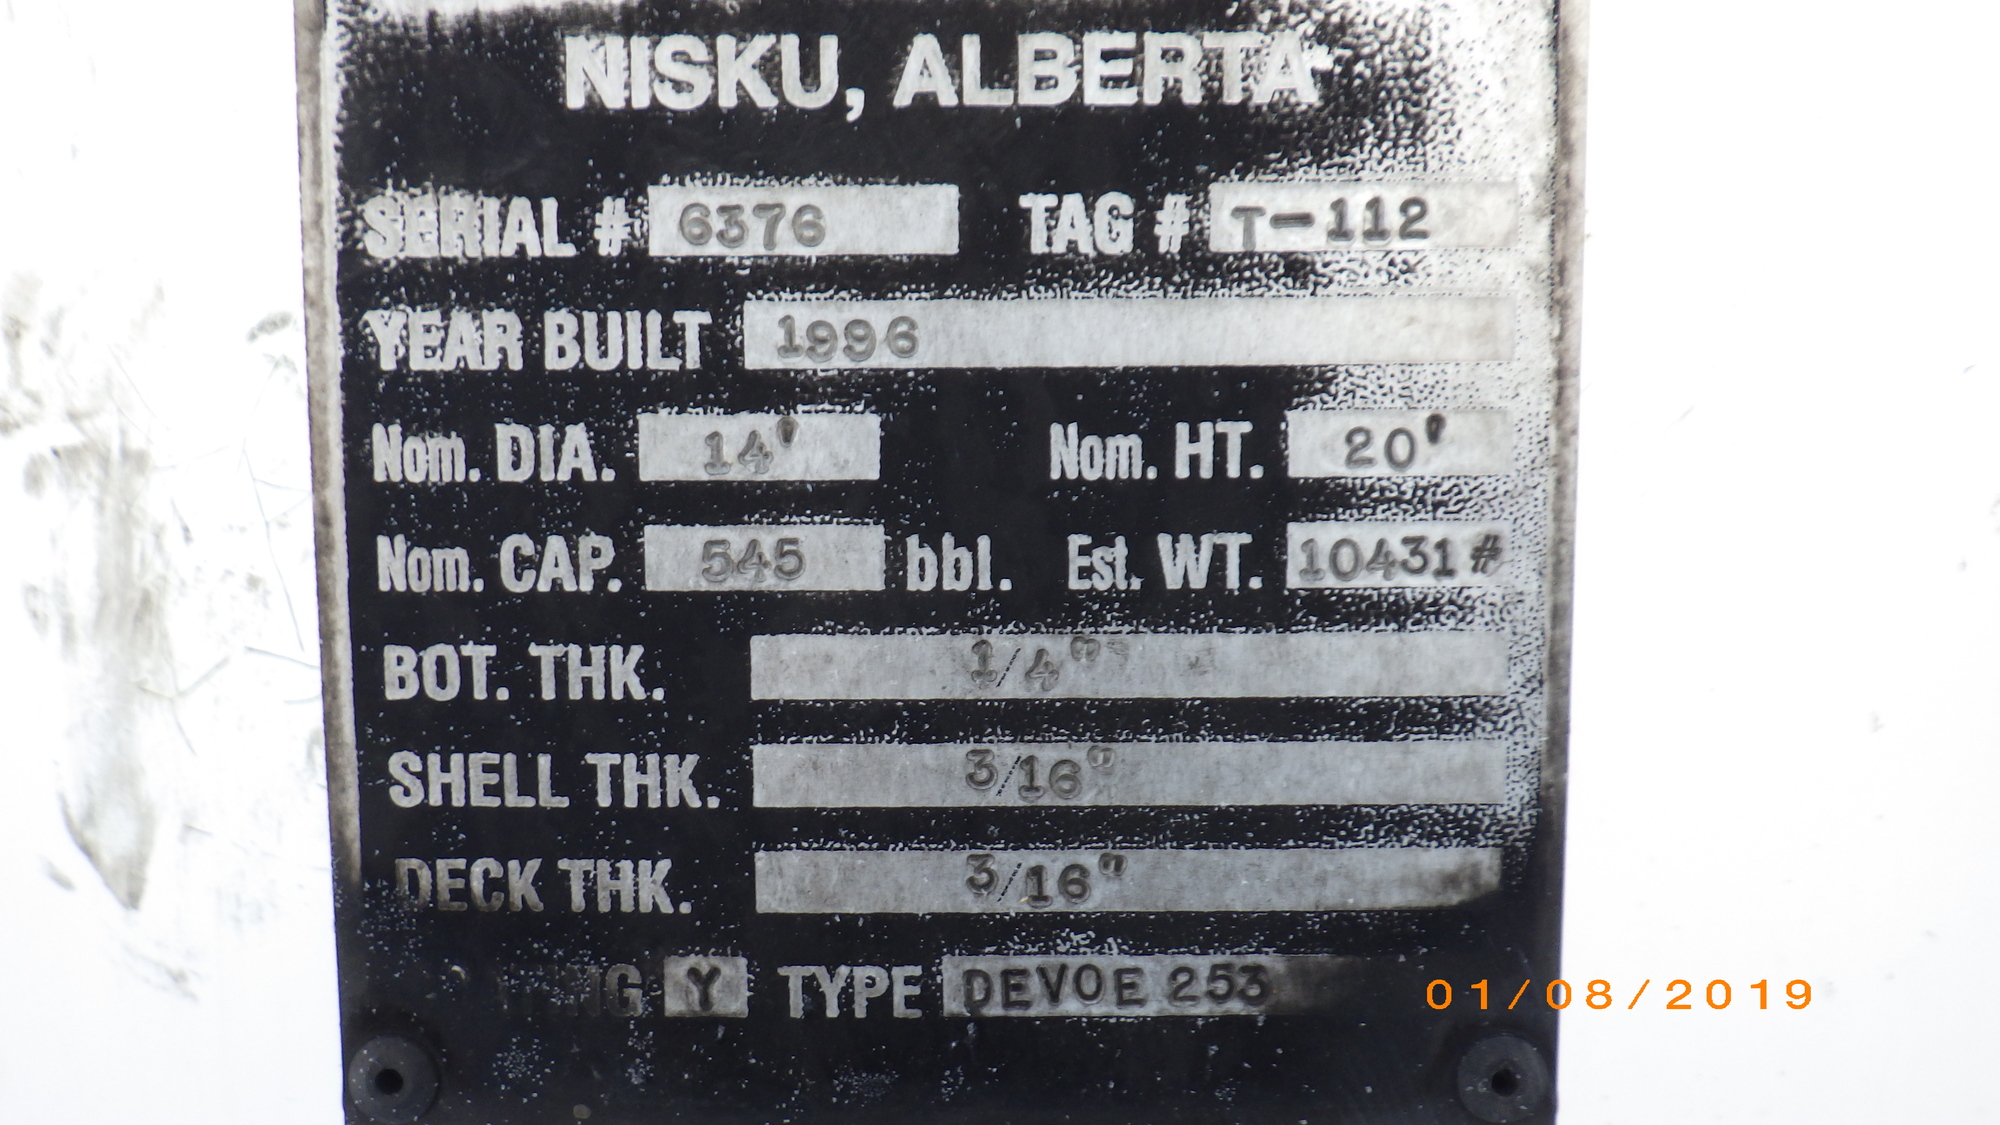 NISKU, ALBERTA
SERIAL # 6376 TAG # T-112
YEAR BUILT 1996
Nom. DIA. 14' Nom. HT. 20'
Nom. CAP. 545 bbl. Est. WT. 10431#
BOT. THK. 1/4"
SHELL THK. 3/16"
DECK THK. 3/16"
Y TYPE DEVOE 253
01/08/2019